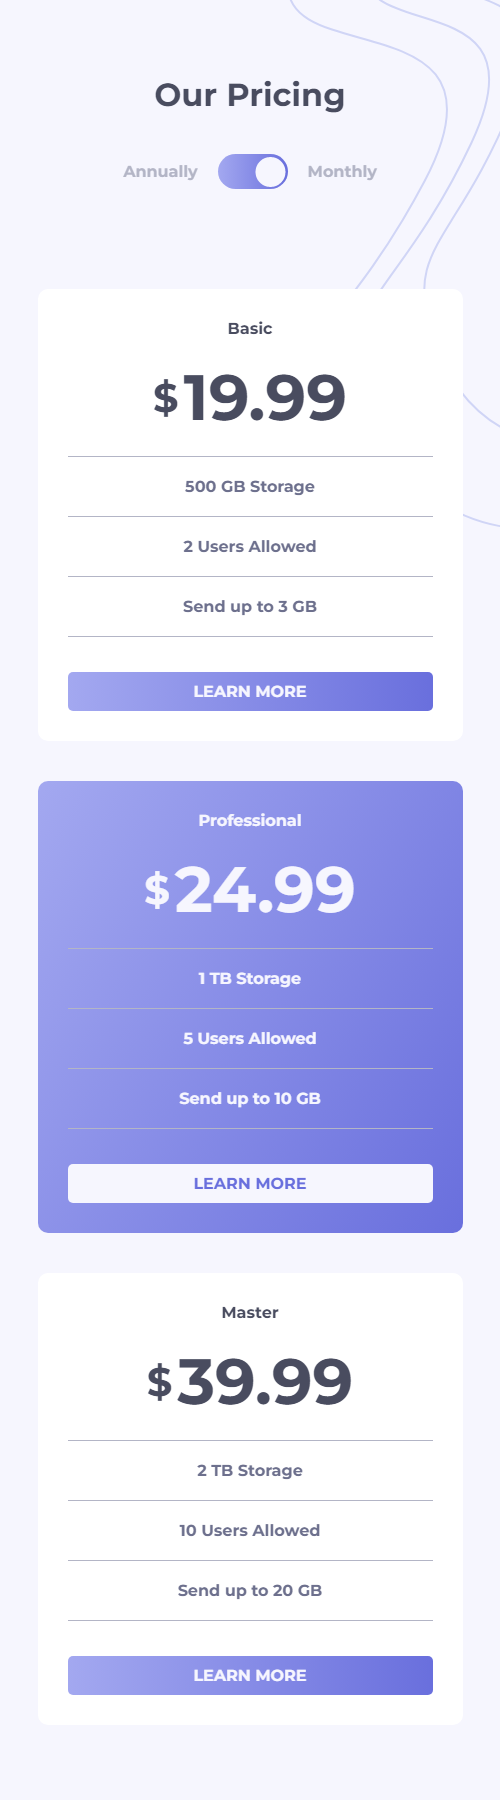 Our Pricing
Annually Monthly
Basic
$19.99
500 GB Storage
2 Users Allowed
Send up to 3 GB
LEARN MORE
Professional
$24.99
1 TB Storage
5 Users Allowed
Send up to 10 GB
LEARN MORE
Master
$39.99
2 TB Storage
10 Users Allowed
Send up to 20 GB
LEARN MORE